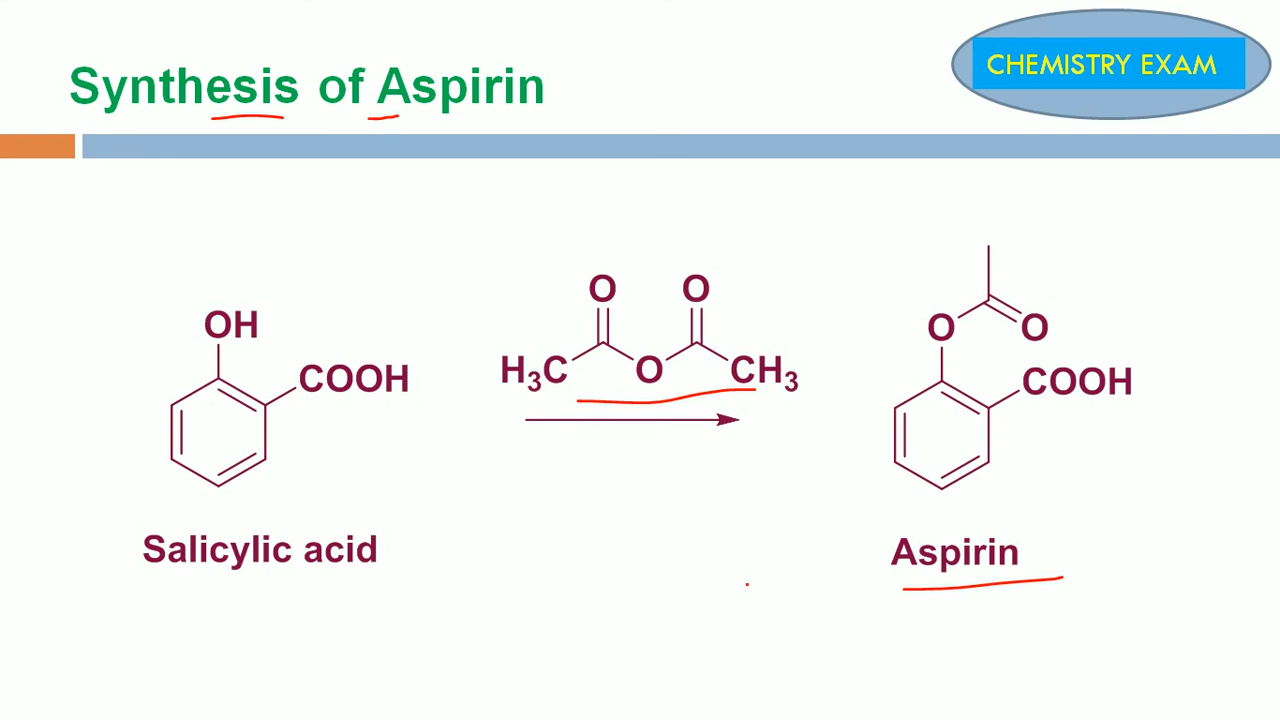 Synthesis of Aspirin
CHEMISTRY EXAM
OH
COOH
O O
H₃C O CH₃
O O
COOH
Salicylic acid
Aspirin